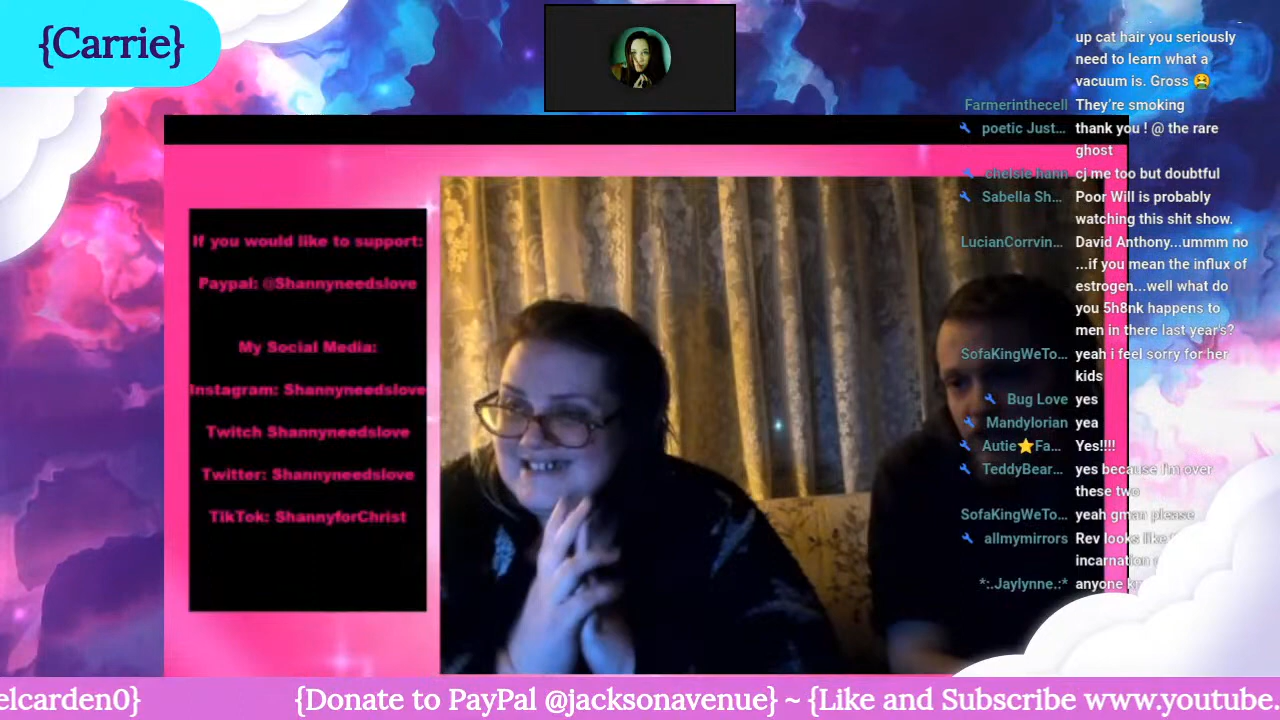 {Carrie}
up cat hair you seriously
need to learn what a
vacuum is. Gross 🤮
Farmerinthecell They're smoking
poetic Just... thank you ! @ the rare
ghost
chelsie hann cj me too but doubtful
Sabella Sh... Poor Will is probably
watching this shit show.
LucianCorrvin... David Anthony...ummm no
...if you mean the influx of
estrogen...well what do
you 5h8nk happens to
men in there last year's?
SofaKingWeTo... yeah i feel sorry for her
kids
Bug Love yes
Mandylorian yea
Autie⭐Fa... Yes!!!!
TeddyBear... yes because i'm over
these two
SofaKingWeTo... yeah gman please
allmymirrors Rev looks like
incarnation
*:.Jaylynne.:* anyone
If you would like to support:
Paypal: @Shannyneedslove
My Social Media:
Instagram: Shannyneedslove
Twitch Shannyneedslove
Twitter: Shannyneedslove
TikTok: ShannyforChrist
elcarden0} {Donate to PayPal @jacksonavenue} ~ {Like and Subscribe www.youtube.